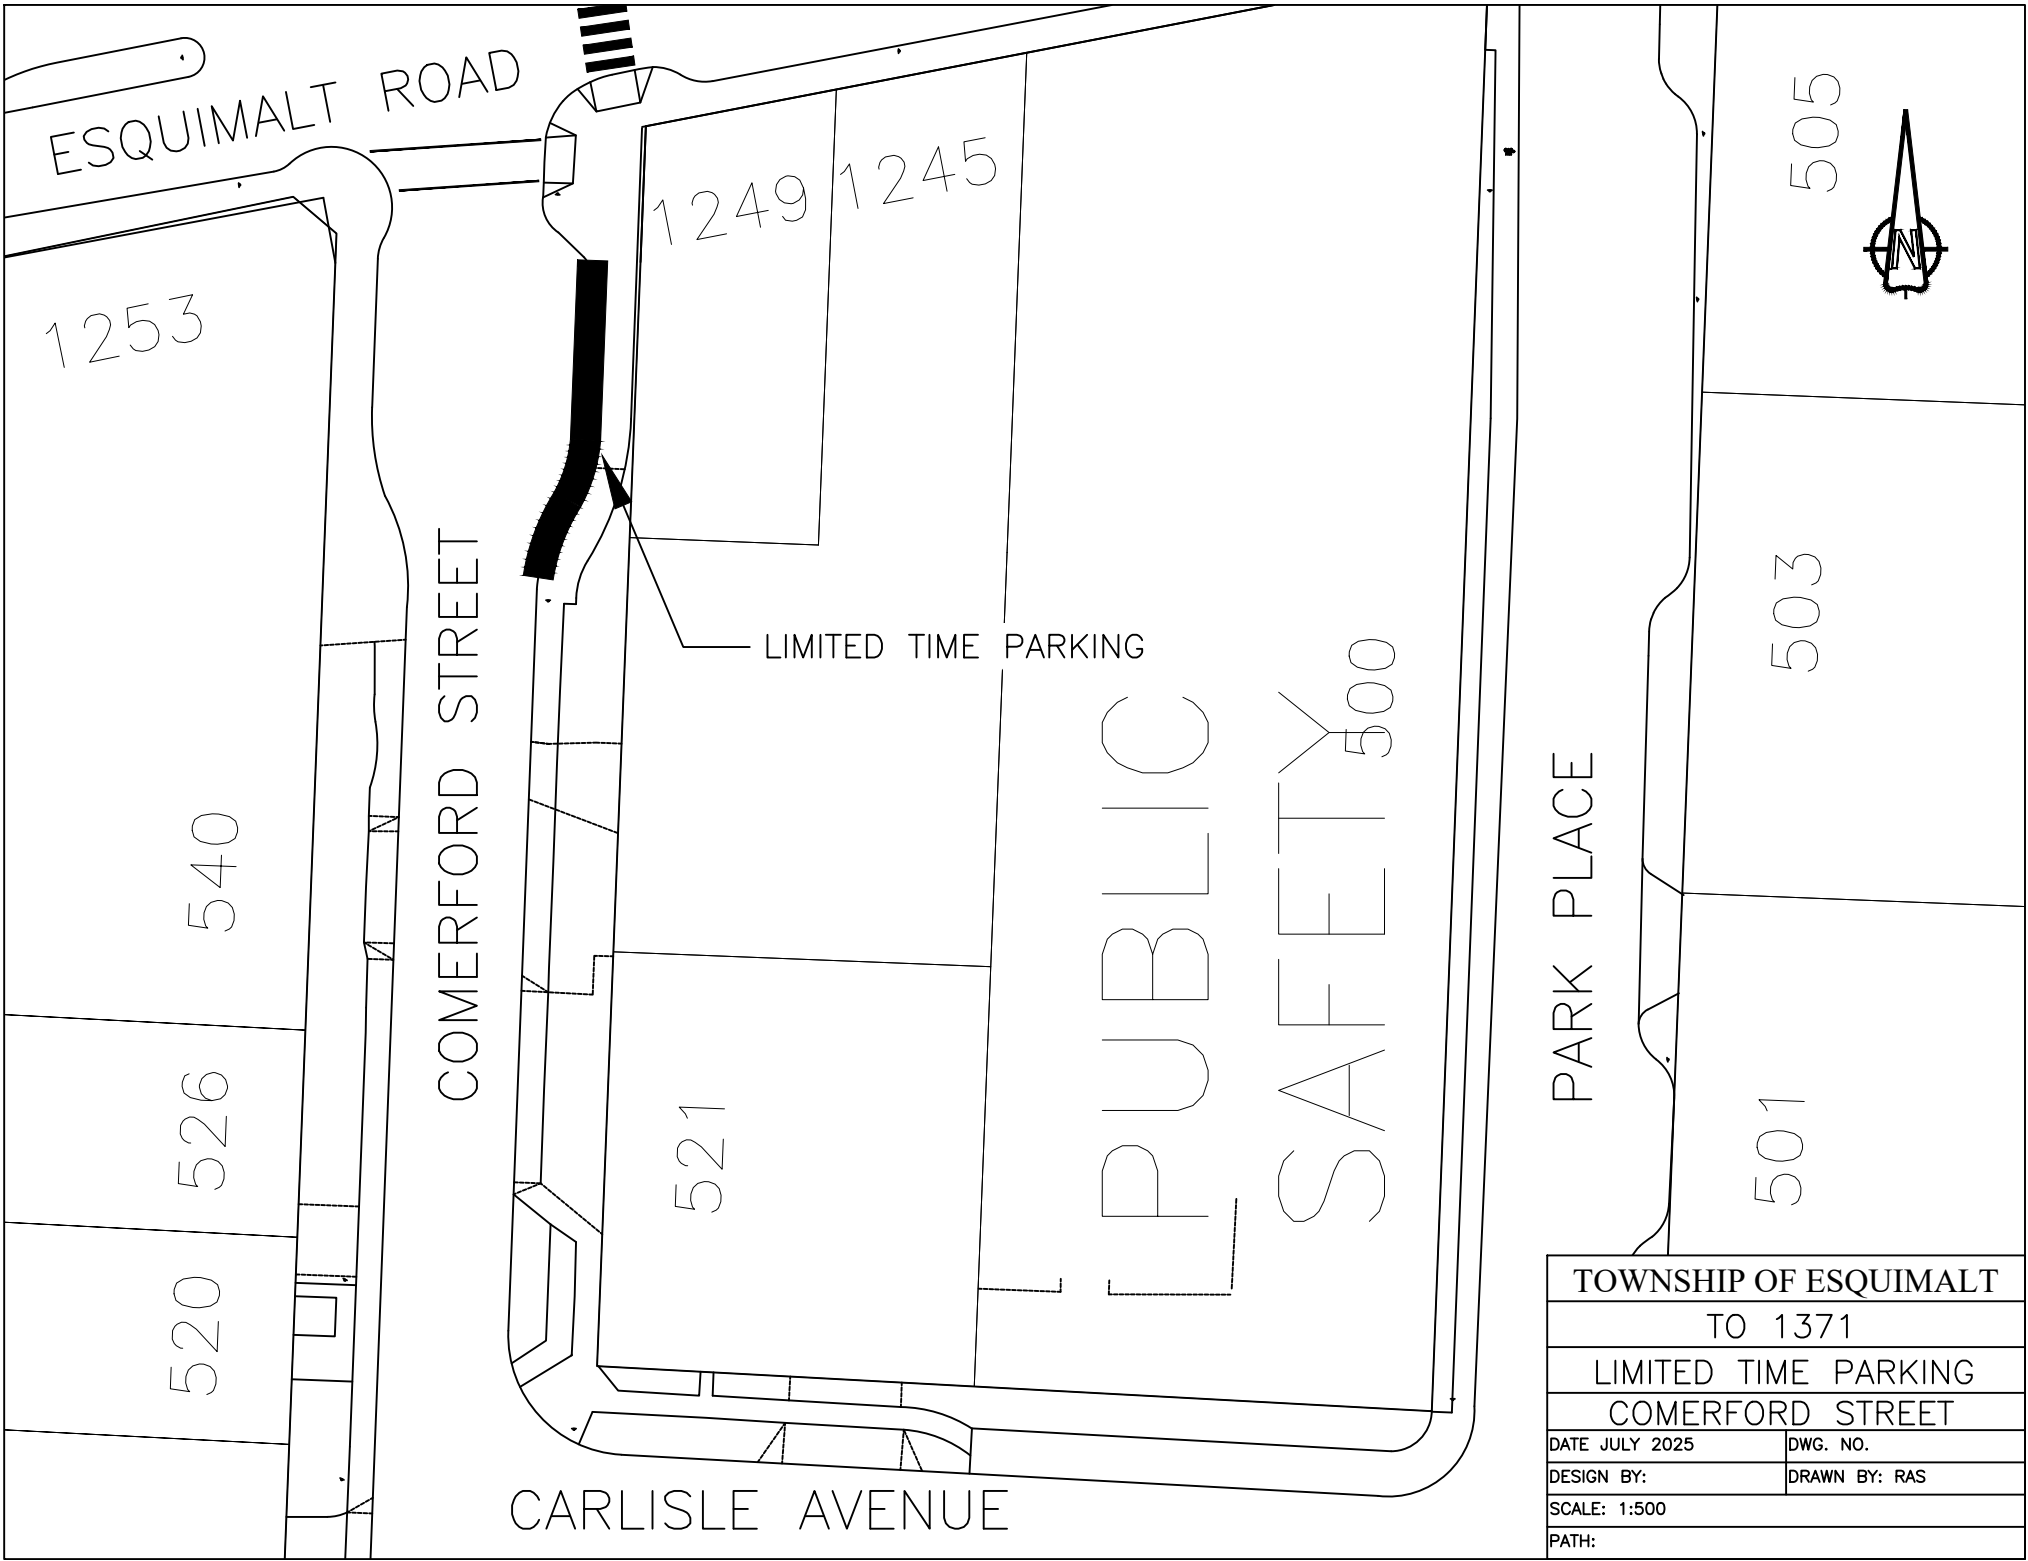 ESQUIMALT ROAD
505
N
1249
1245
1253
503
LIMITED TIME PARKING
COMERFORD STREET
500
PUBLIC
SAFETY
PARK PLACE
540
526
521
501
520
CARLISLE AVENUE
TOWNSHIP OF ESQUIMALT
TO 1371
LIMITED TIME PARKING
COMERFORD STREET
DATE JULY 2025
DWG. NO.
DESIGN BY:
DRAWN BY: RAS
SCALE: 1:500
PATH: